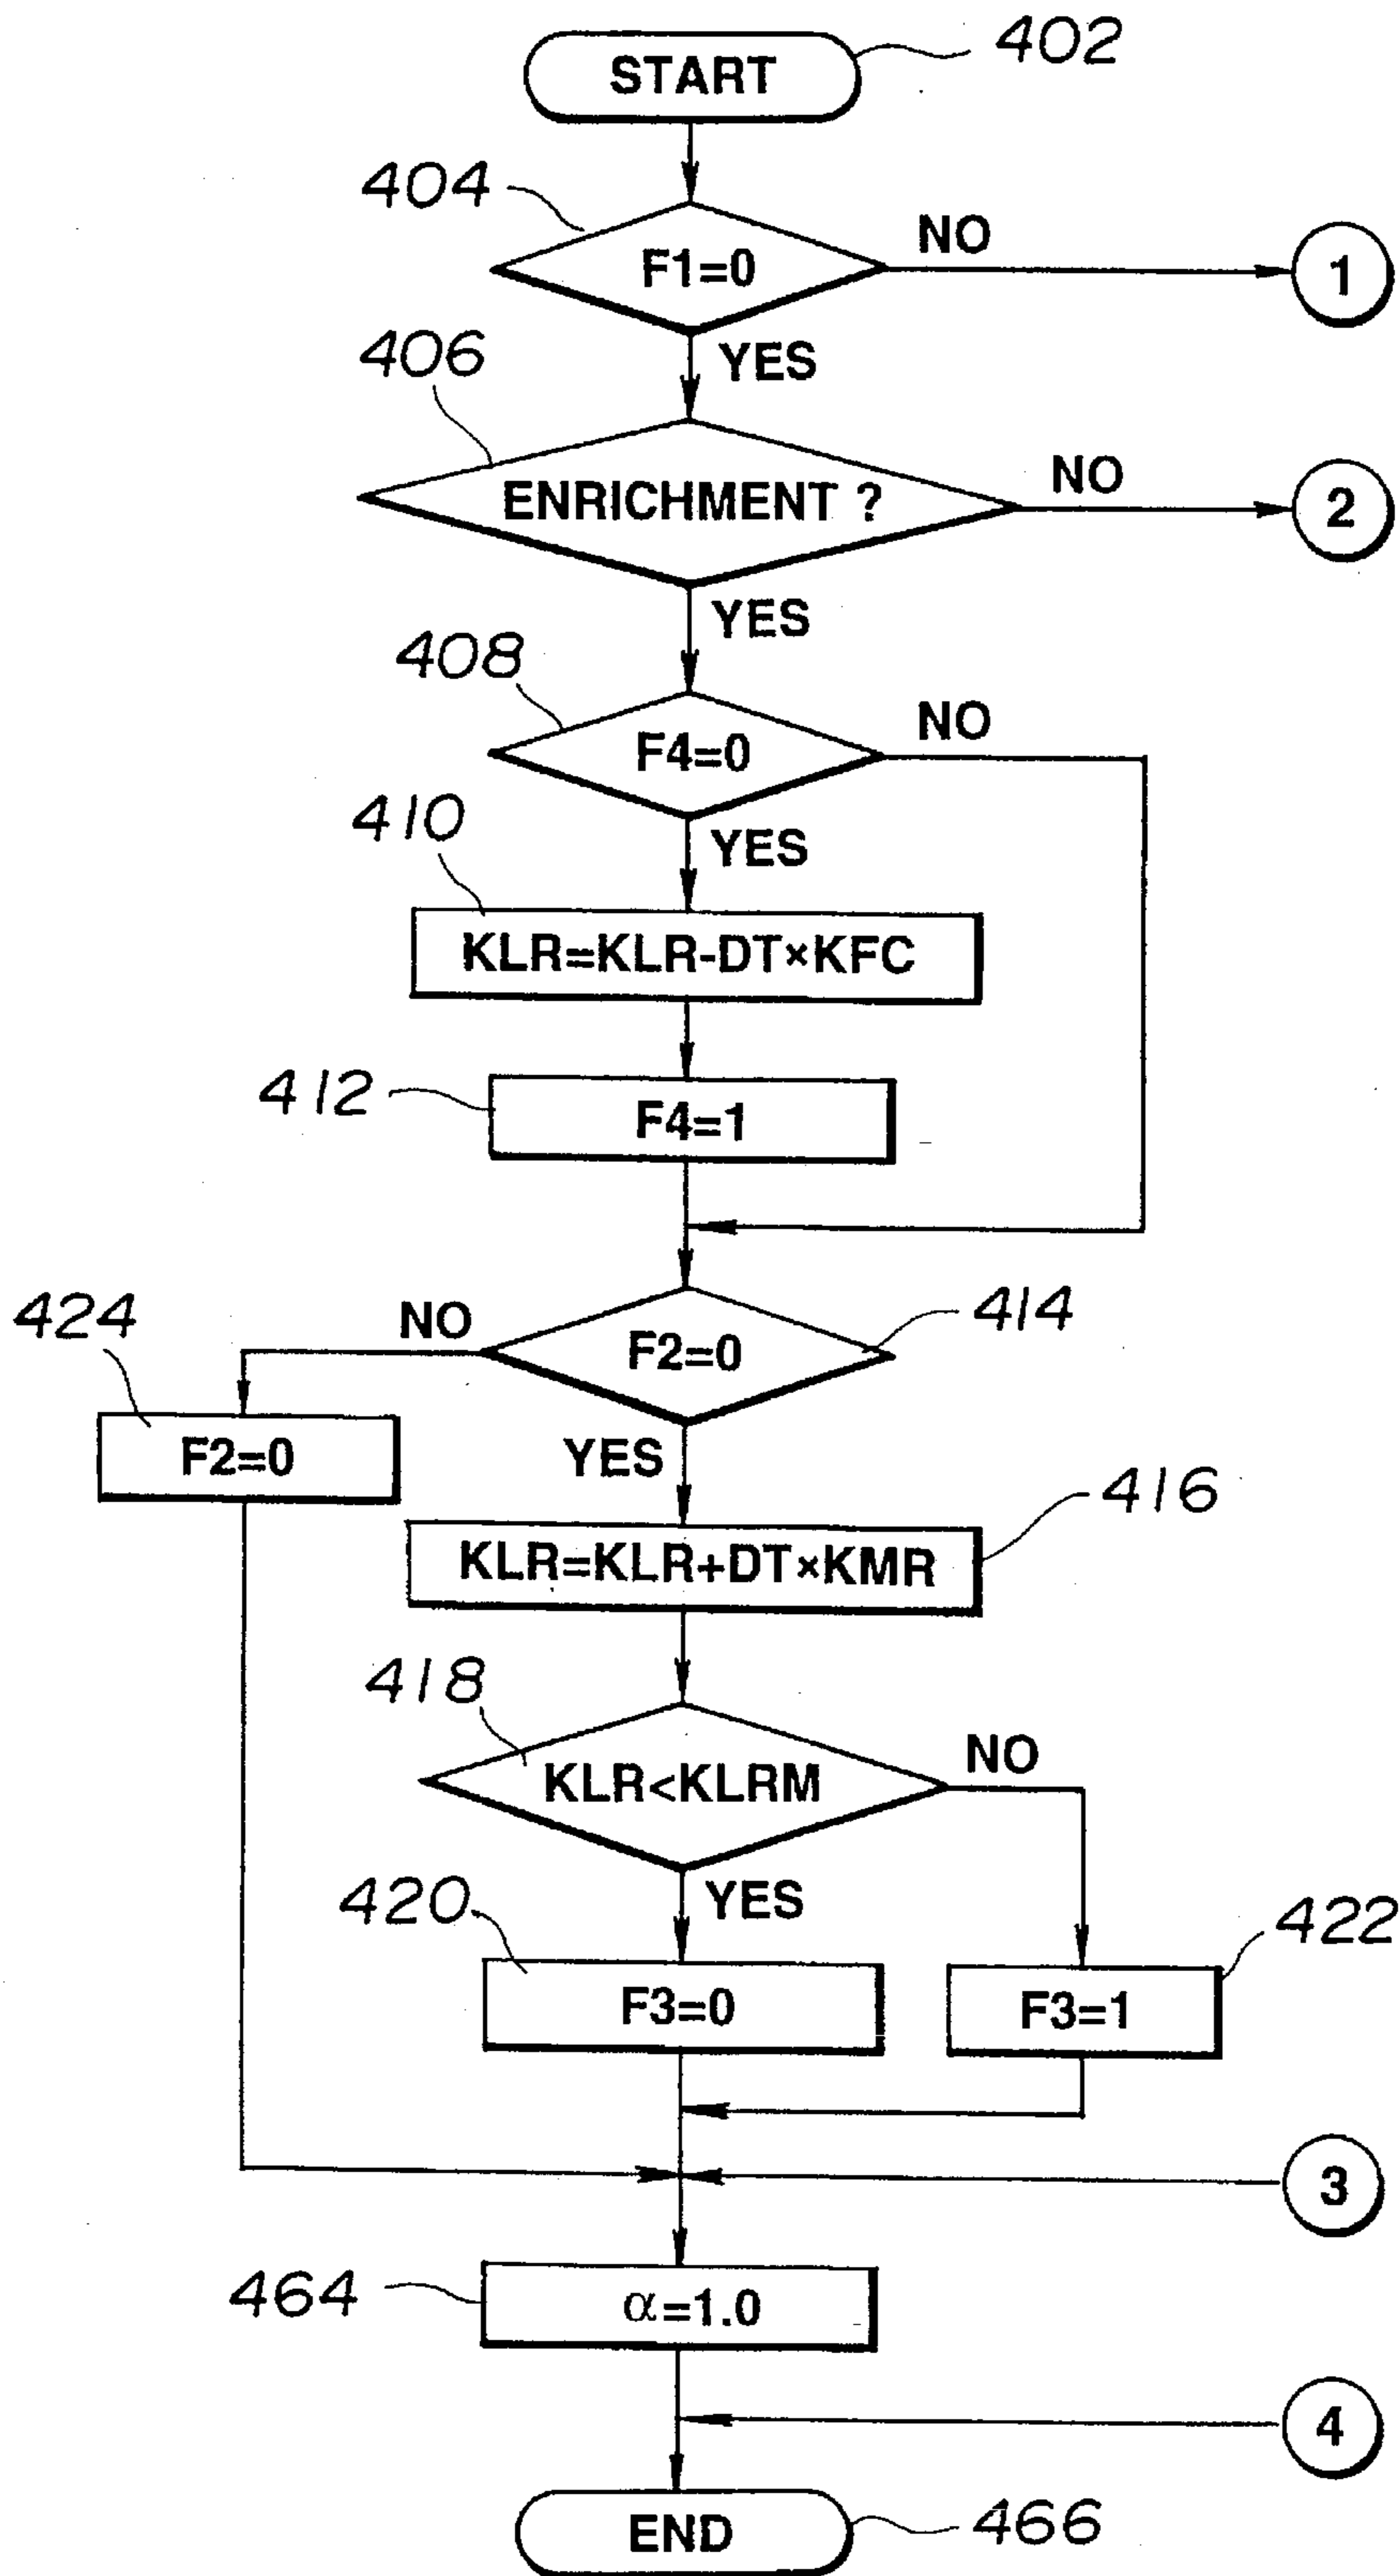 START
402
404
F1=0
NO
1
YES
406
ENRICHMENT ?
NO
2
YES
408
F4=0
NO
YES
410
KLR=KLR-DT×KFC
412
F4=1
414
F2=0
NO
424
F2=0
YES
416
KLR=KLR+DT×KMR
418
KLR<KLRM
NO
YES
420
F3=0
422
F3=1
3
464
α=1.0
4
END
466